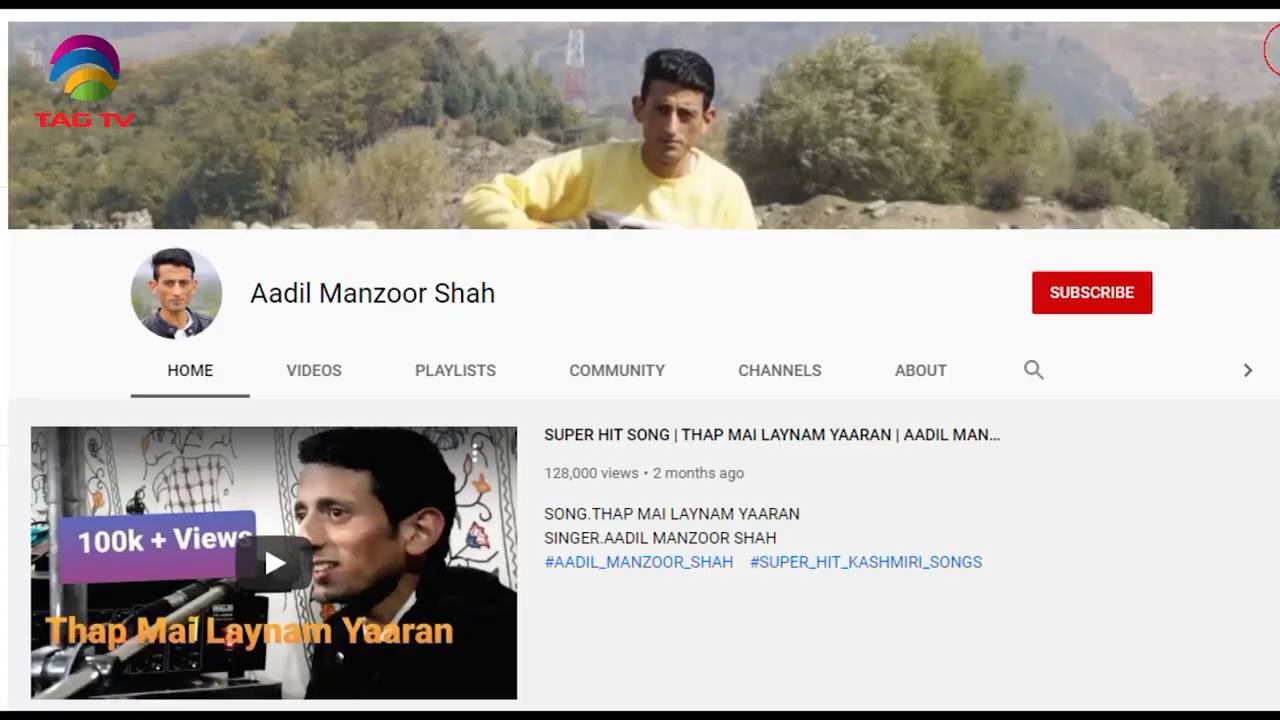 TAG TV
Aadil Manzoor Shah
SUBSCRIBE
HOME VIDEOS PLAYLISTS COMMUNITY CHANNELS ABOUT
SUPER HIT SONG | THAP MAI LAYNAM YAARAN | AADIL MAN...
128,000 views • 2 months ago
SONG.THAP MAI LAYNAM YAARAN
SINGER.AADIL MANZOOR SHAH
#AADIL_MANZOOR_SHAH #SUPER_HIT_KASHMIRI_SONGS
100k + Views
Thap Mai Laynam Yaaran